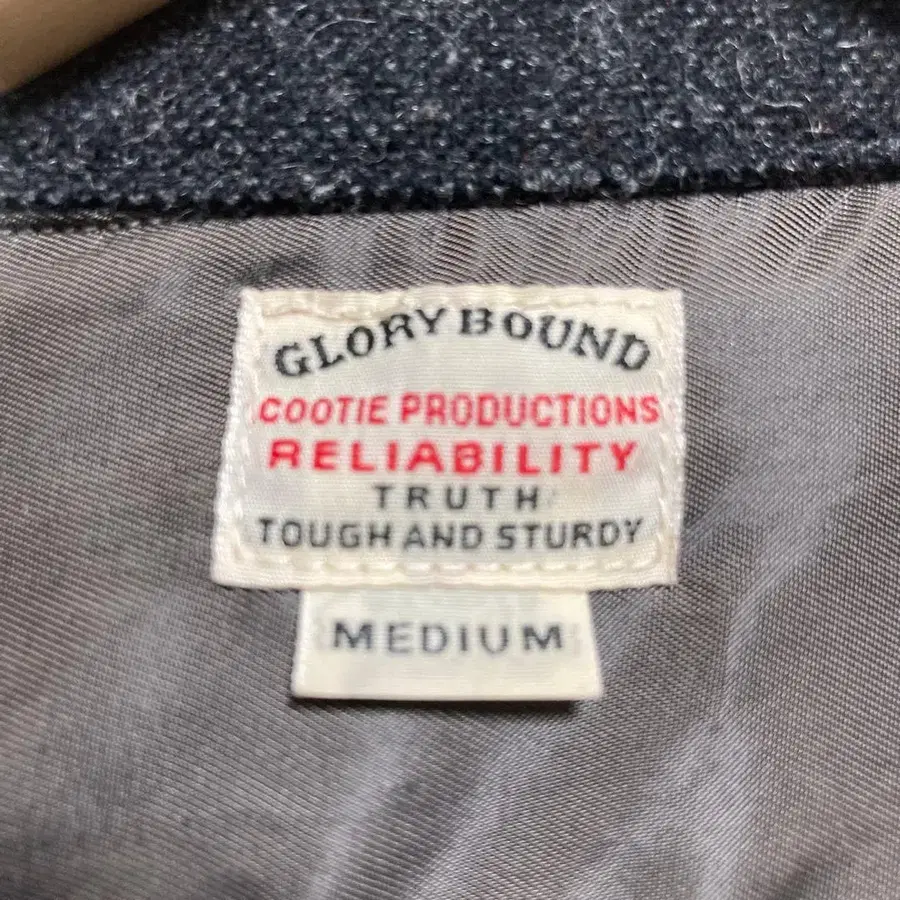 GLORY BOUND
COOTIE PRODUCTIONS
RELIABILITY
TRUTH
TOUGH AND STURDY
MEDIUM